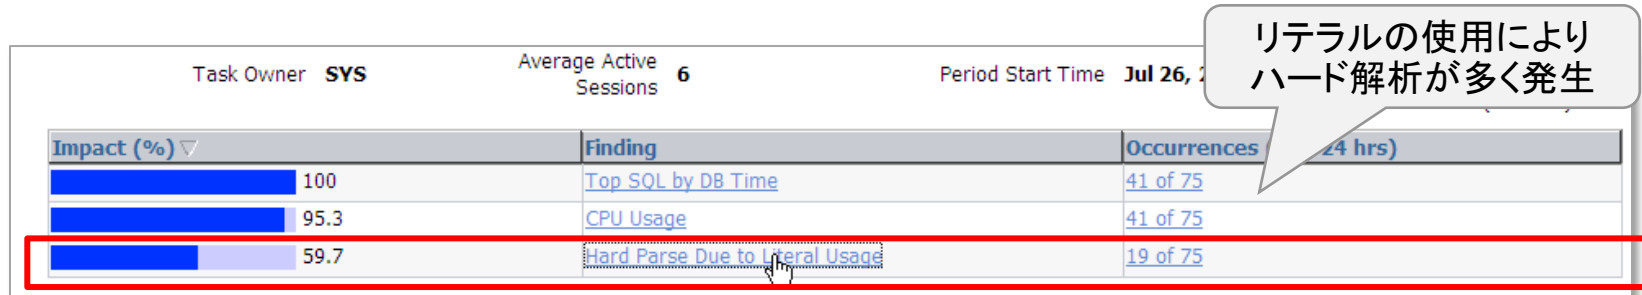 リテラルの使用により
ハード解析が多く発生
Task Owner SYS
Average Active Sessions 6
Period Start Time Jul 26,
Impact (%) Finding Occurrences 24 hrs)
100 Top SQL by DB Time 41 of 75
95.3 CPU Usage 41 of 75
59.7 Hard Parse Due to Literal Usage 19 of 75